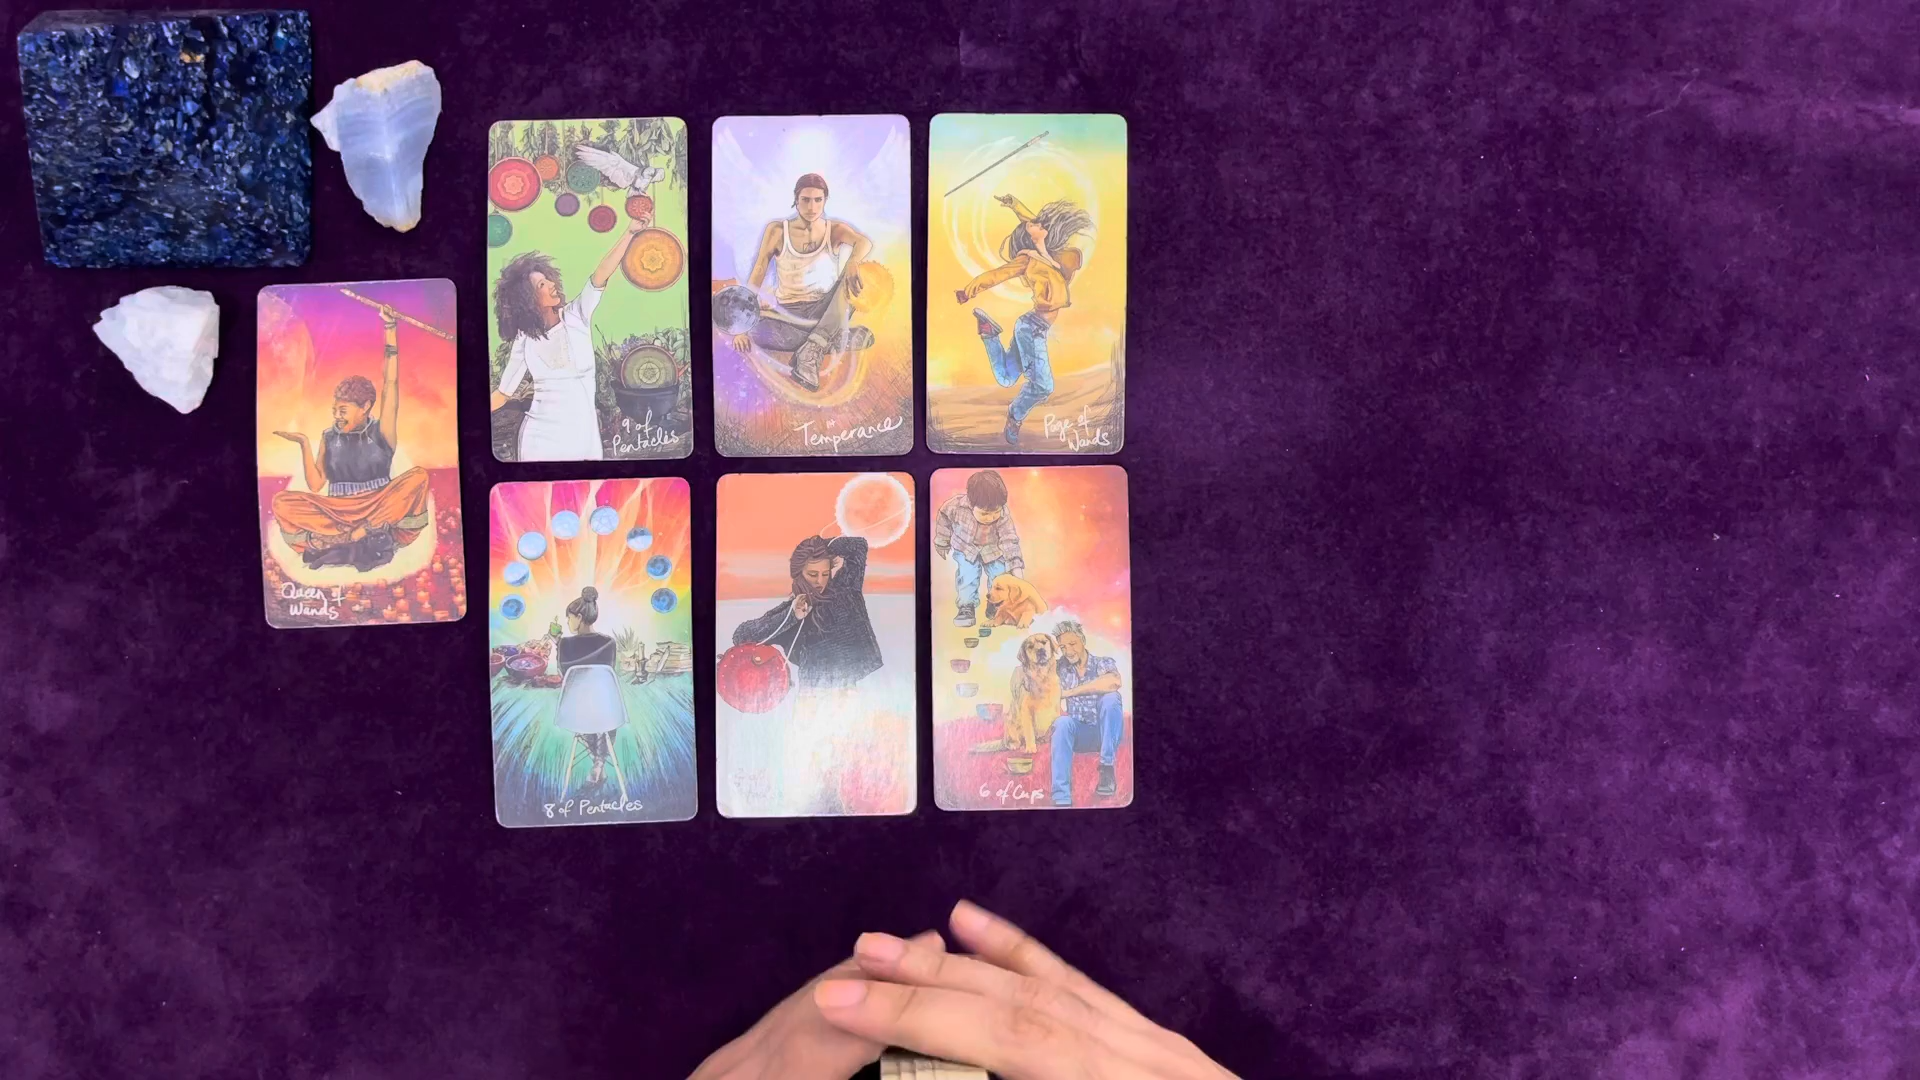 9 of
Pentacles
Temperance
Page of
Wands
Queen of
Wands
8 of Pentacles
6 of Cups